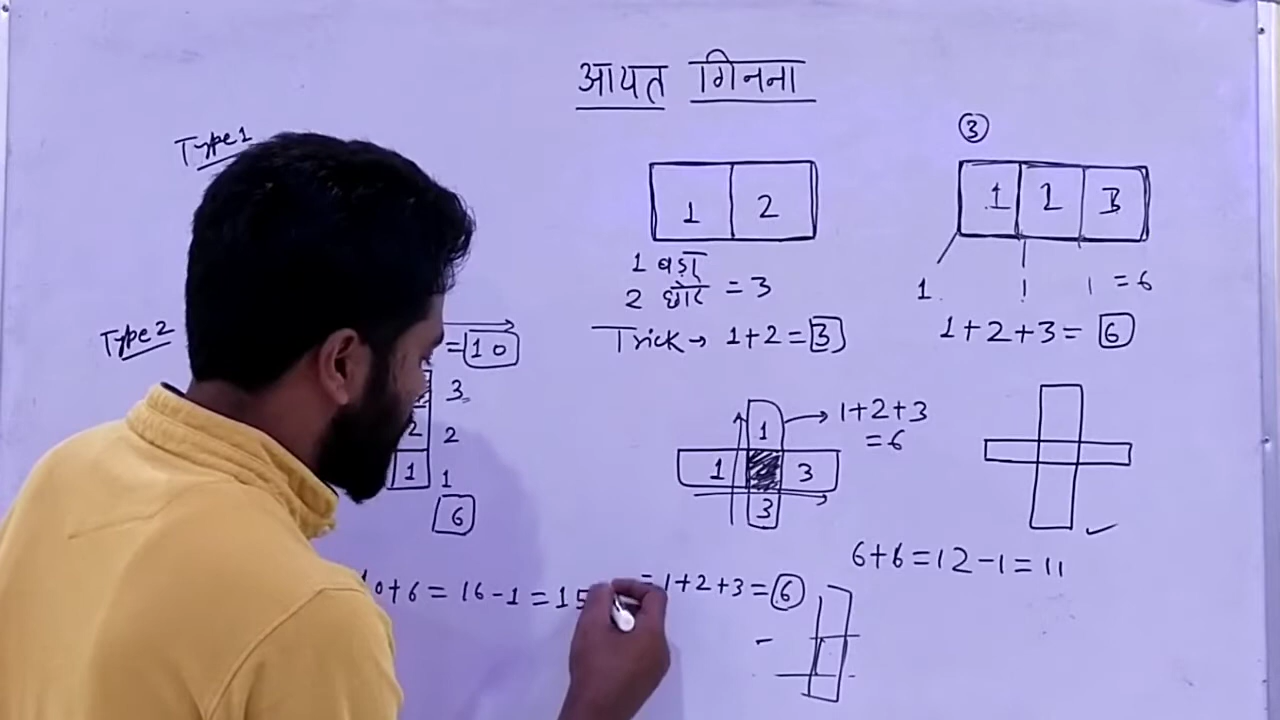 आयत गिनना
Type 1
1 2
1 बड़ा
2 छोटे = 3
Trick → 1+2=3
3
1 2 3
1 1 1 = 6
1+2+3= 6
Type 2
= 10
3
2 2
1 1
6
1
1 3
3
→ 1+2+3
= 6
10+6 = 16-1 = 15
= 1+2+3 = 6
6+6=12-1=11